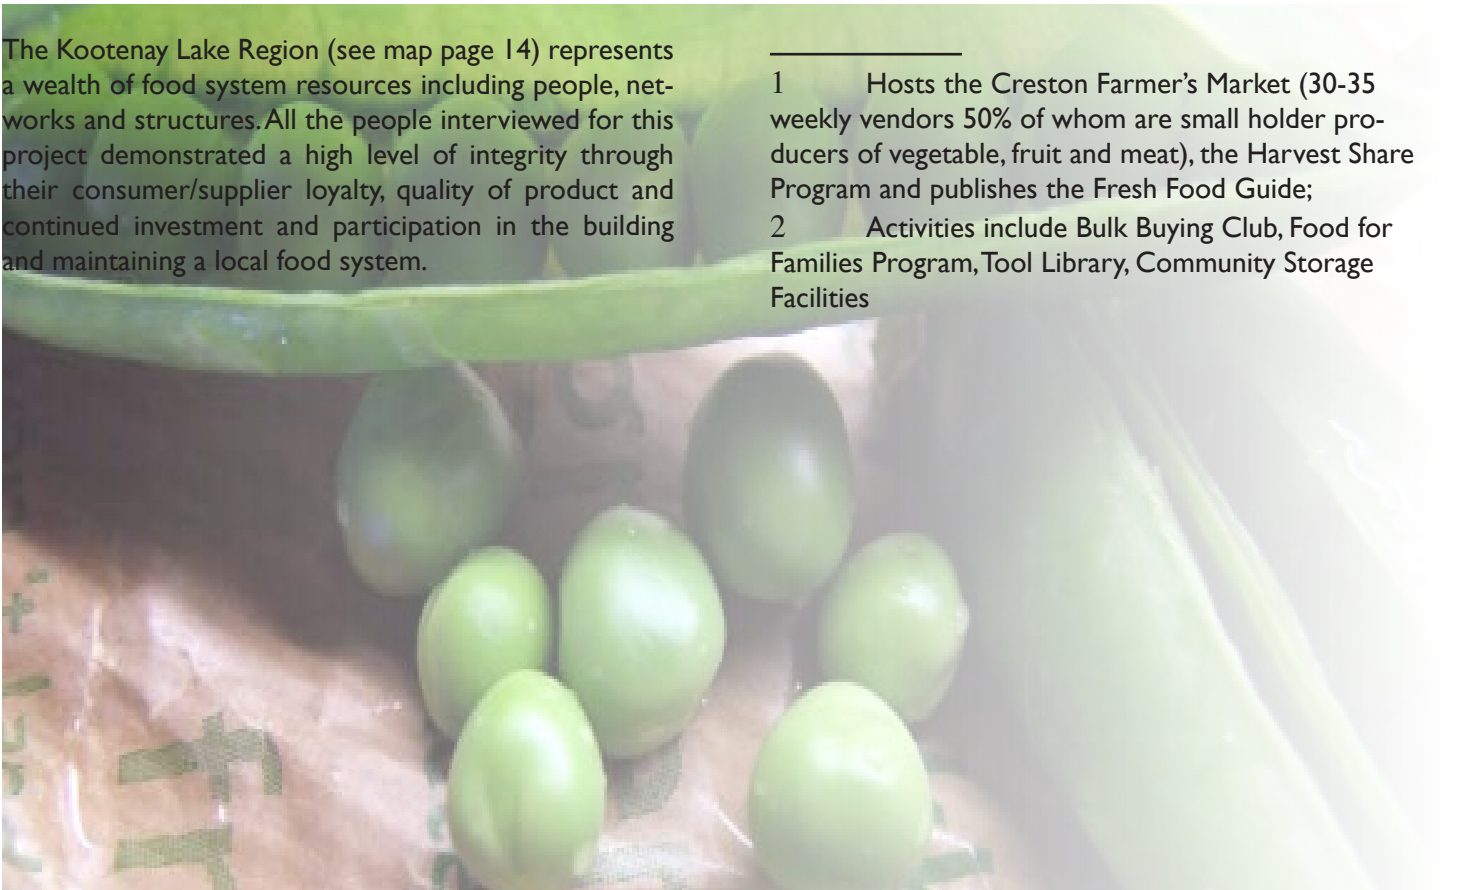 The Kootenay Lake Region (see map page 14) represents
a wealth of food system resources including people, net-
works and structures. All the people interviewed for this
project demonstrated a high level of integrity through
their consumer/supplier loyalty, quality of product and
continued investment and participation in the building
and maintaining a local food system.
1 Hosts the Creston Farmer's Market (30-35
weekly vendors 50% of whom are small holder pro-
ducers of vegetable, fruit and meat), the Harvest Share
Program and publishes the Fresh Food Guide;
2 Activities include Bulk Buying Club, Food for
Families Program, Tool Library, Community Storage
Facilities